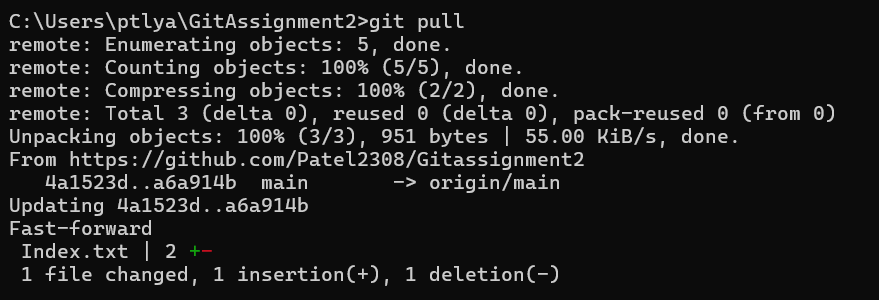 C:\Users\ptlya\GitAssignment2>git pull
remote: Enumerating objects: 5, done.
remote: Counting objects: 100% (5/5), done.
remote: Compressing objects: 100% (2/2), done.
remote: Total 3 (delta 0), reused 0 (delta 0), pack-reused 0 (from 0)
Unpacking objects: 100% (3/3), 951 bytes | 55.00 KiB/s, done.
From https://github.com/Patel2308/Gitassignment2
   4a1523d..a6a914b  main       -> origin/main
Updating 4a1523d..a6a914b
Fast-forward
 Index.txt | 2 +-
 1 file changed, 1 insertion(+), 1 deletion(-)